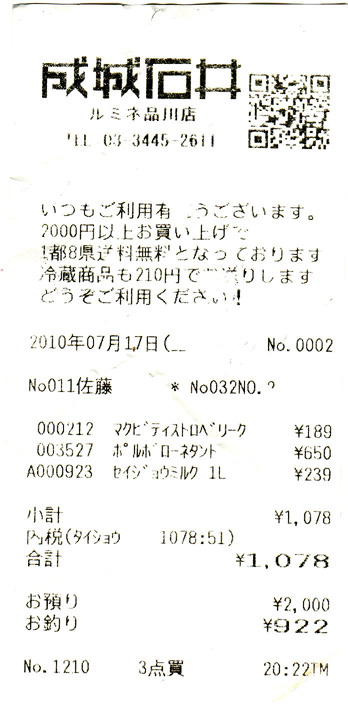 成城石井
ルミネ品川店
TEL 03-3445-2611
いつもご利用有 うございます。
2000円以上お買い上げで
1都8県送料無料となっております
冷蔵商品も210円で 送りします
どうぞご利用ください!
2010年07月17日( No.0002
No011佐藤 * No032NO.
000212 マクビティストロベリーク ¥189
003527 ポルボローネタント ¥650
A000923 セイジョウミルク 1L ¥239
小計 ¥1,078
内税(タイショウ 1078:51)
合計 ¥1,078
お預り ¥2,000
お釣り ¥922
No.1210 3点買 20:22TM